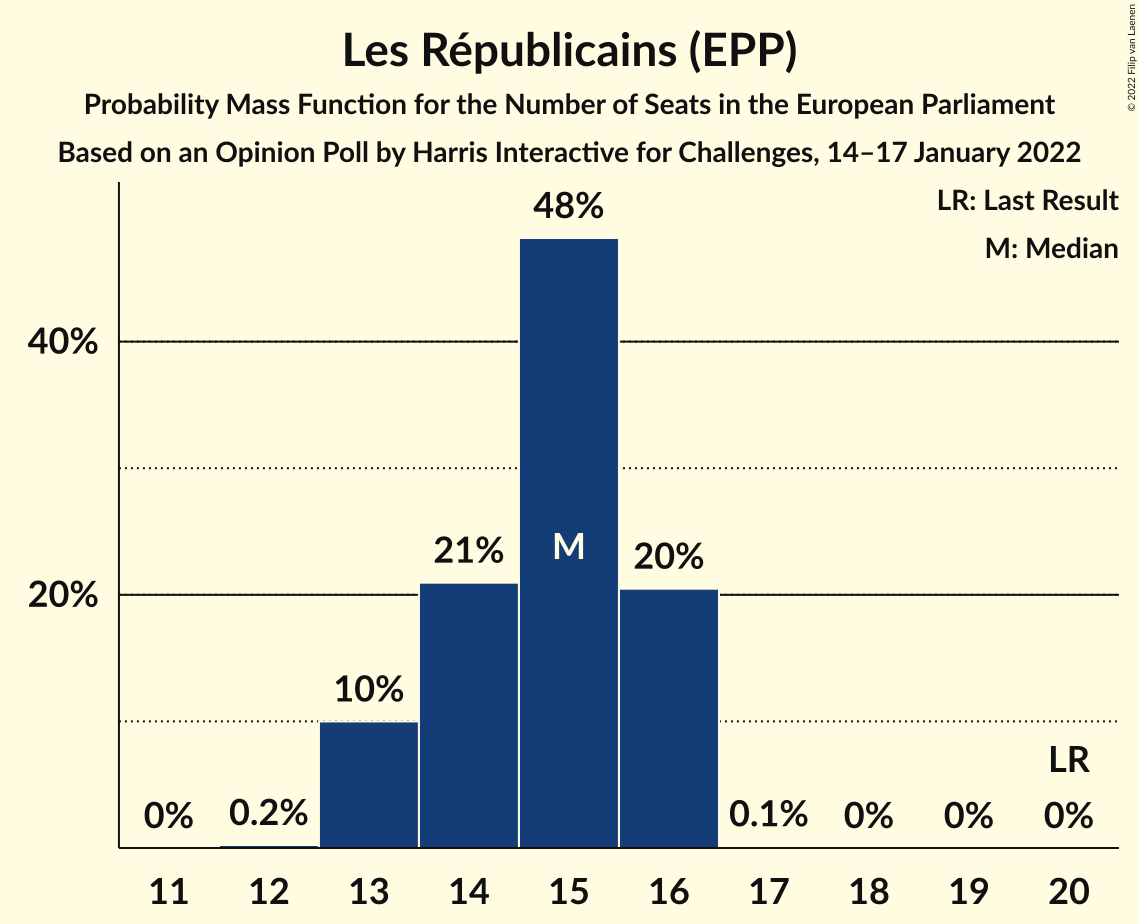 Les Républicains (EPP)
Probability Mass Function for the Number of Seats in the European Parliament
Based on an Opinion Poll by Harris Interactive for Challenges, 14–17 January 2022
© 2022 Filip van Laenen
LR: Last Result
M: Median
48%
40%
21%
M
20%
20%
10%
LR
0%
0.2%
0.1%
0%
0%
0%
11 12 13 14 15 16 17 18 19 20